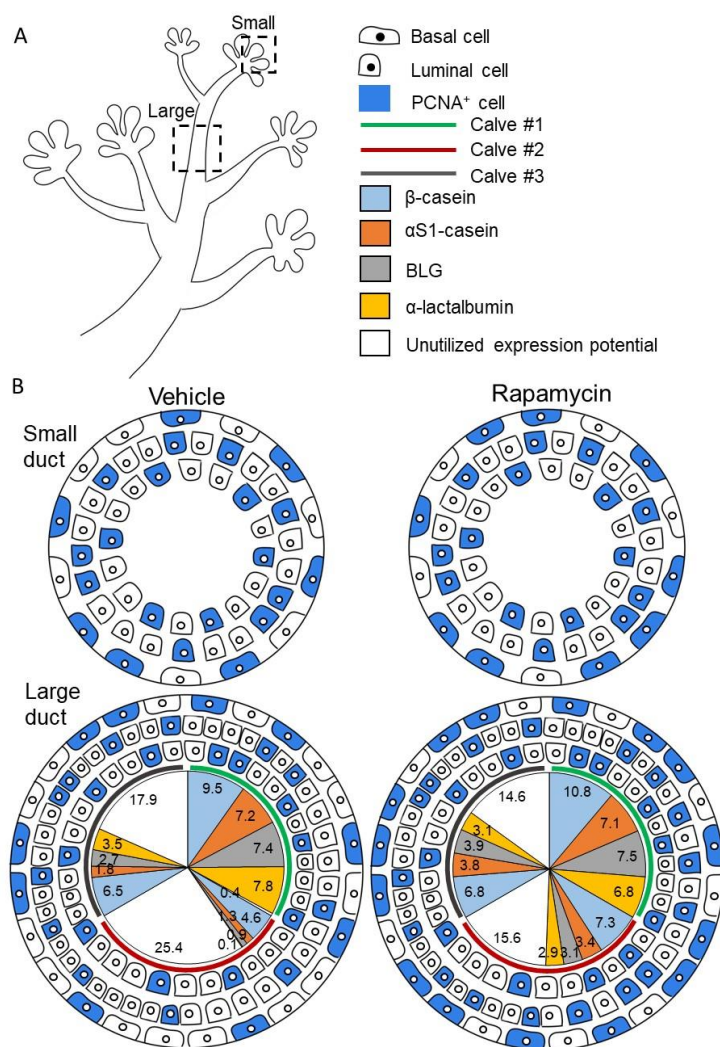 A
Small
Large
Basal cell
Luminal cell
PCNA⁺ cell
Calve #1
Calve #2
Calve #3
β-casein
αS1-casein
BLG
α-lactalbumin
Unutilized expression potential
B
Vehicle
Rapamycin
Small
duct
Large
duct
17.9
9.5
7.2
7.4
7.8
3.5
2.7
1.8
6.5
0.4
1.3
4.6
0.9
0.1
25.4
14.6
10.8
7.1
7.5
6.8
3.1
3.9
3.8
6.8
7.3
3.4
3.1
2.9
15.6